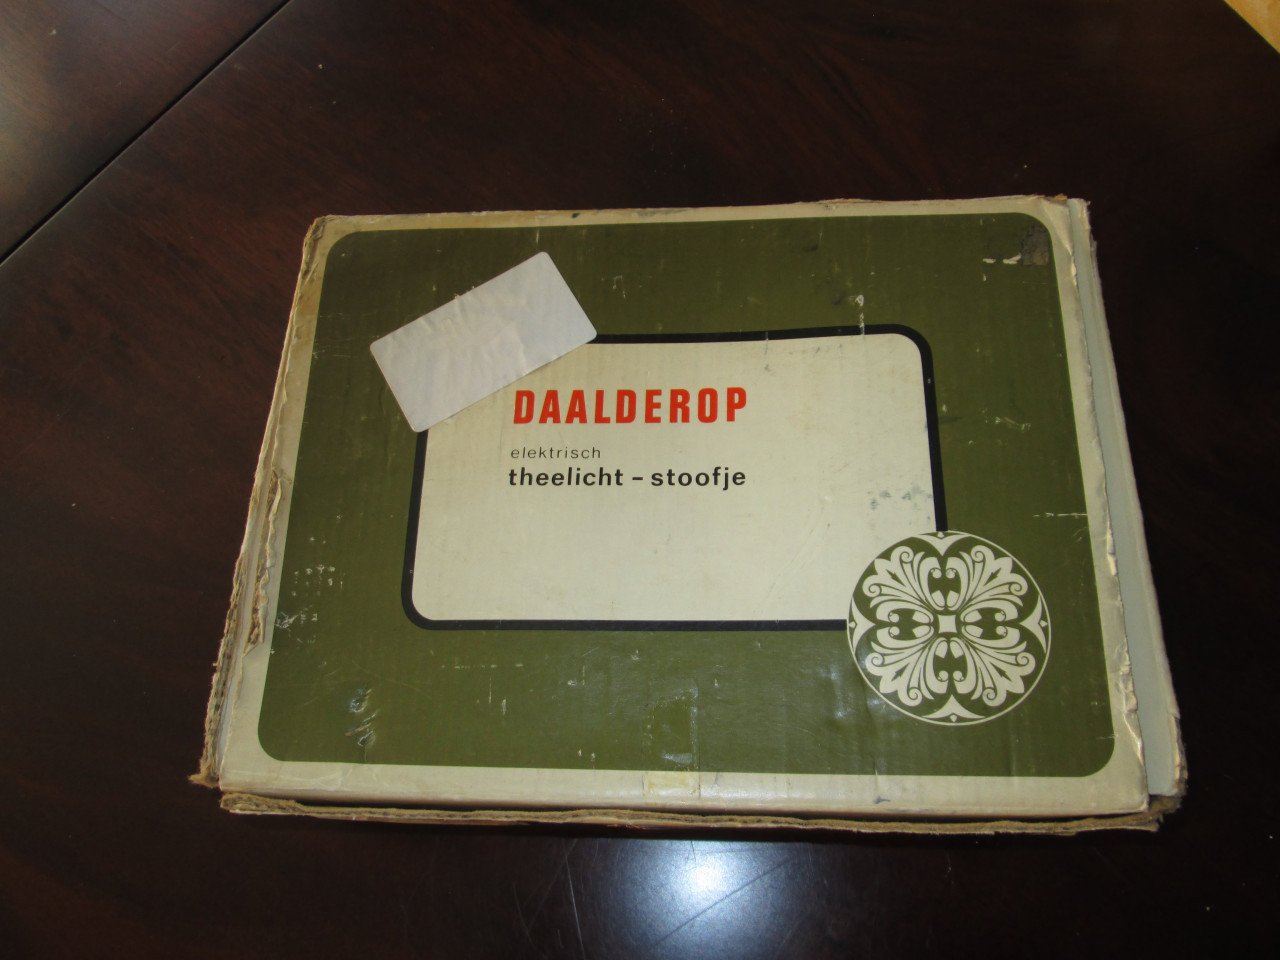 DAALDEROP
elektrisch
theelicht - stoofje